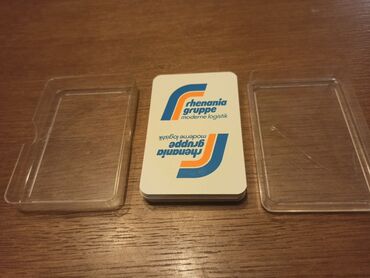 rhenania
gruppe
moderne logistik
rhenania
gruppe
moderne logistik